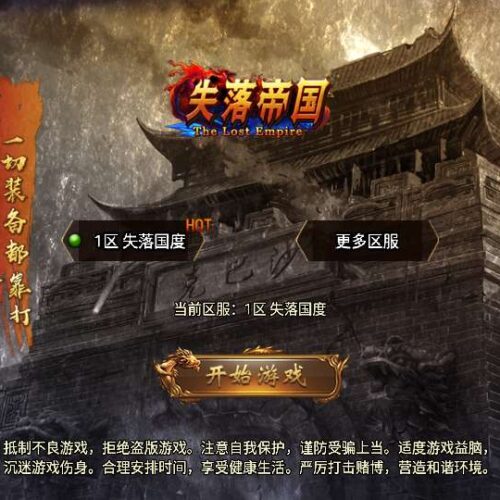 失落帝国
The Lost Empire
一切装备都靠打
HOT
1区 失落国度
更多区服
沙巴克
当前区服：1区 失落国度
开始游戏
抵制不良游戏，拒绝盗版游戏。注意自我保护，谨防受骗上当。适度游戏益脑，
沉迷游戏伤身。合理安排时间，享受健康生活。严厉打击赌博，营造和谐环境。